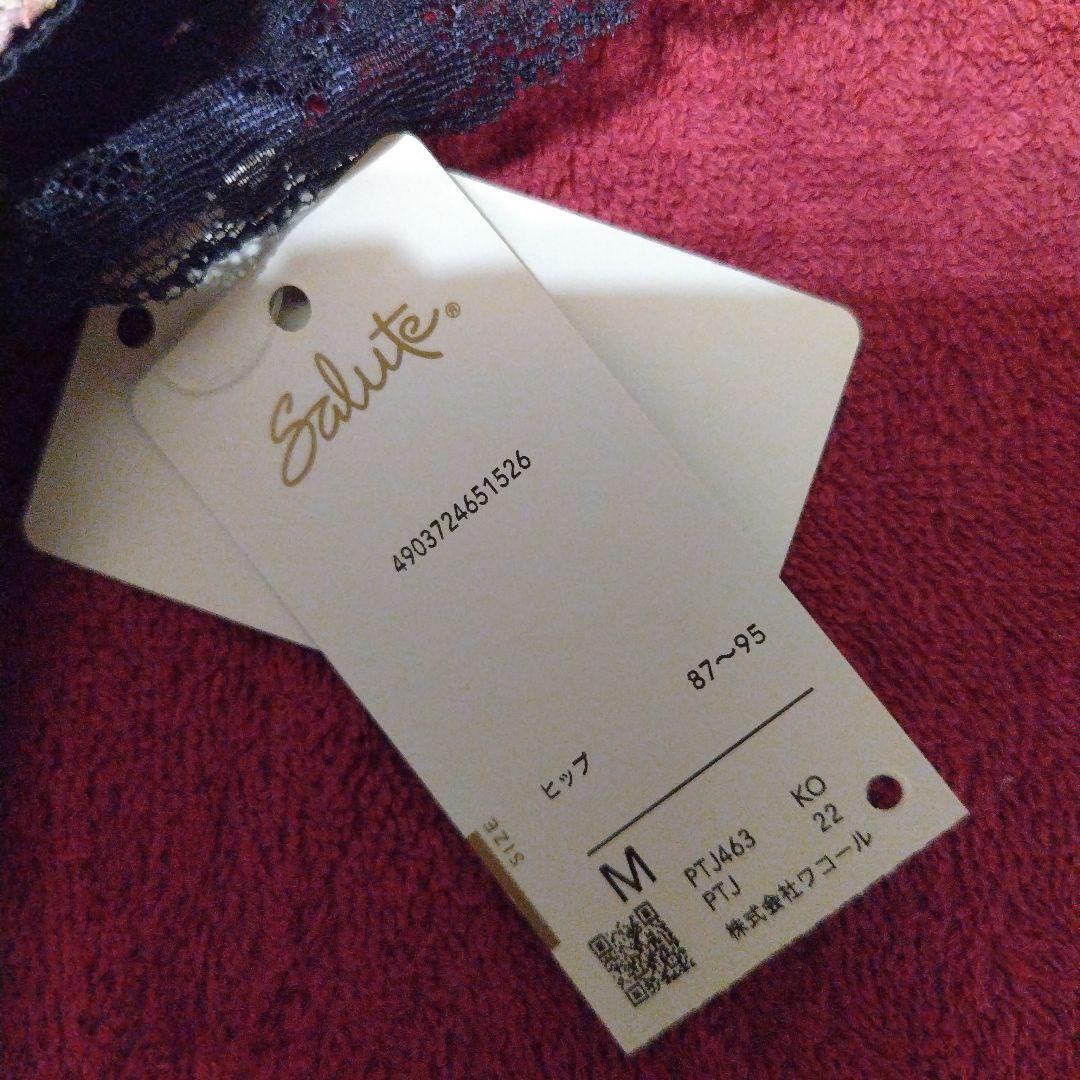 Salute®
4903724651526
ヒップ 87〜95
SIZE
M
PTJ463 KO
PTJ 22
株式会社ワコール